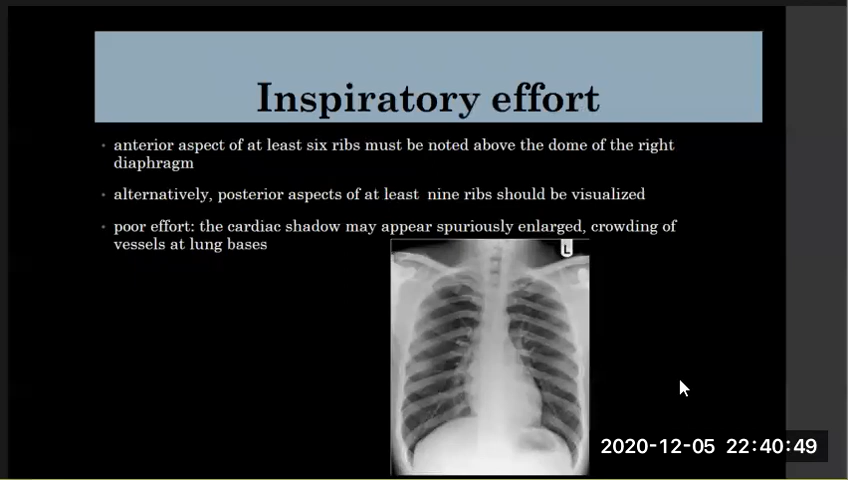 Inspiratory effort
• anterior aspect of at least six ribs must be noted above the dome of the right
diaphragm
• alternatively, posterior aspects of at least nine ribs should be visualized
• poor effort: the cardiac shadow may appear spuriously enlarged, crowding of
vessels at lung bases
L
2020-12-05 22:40:49